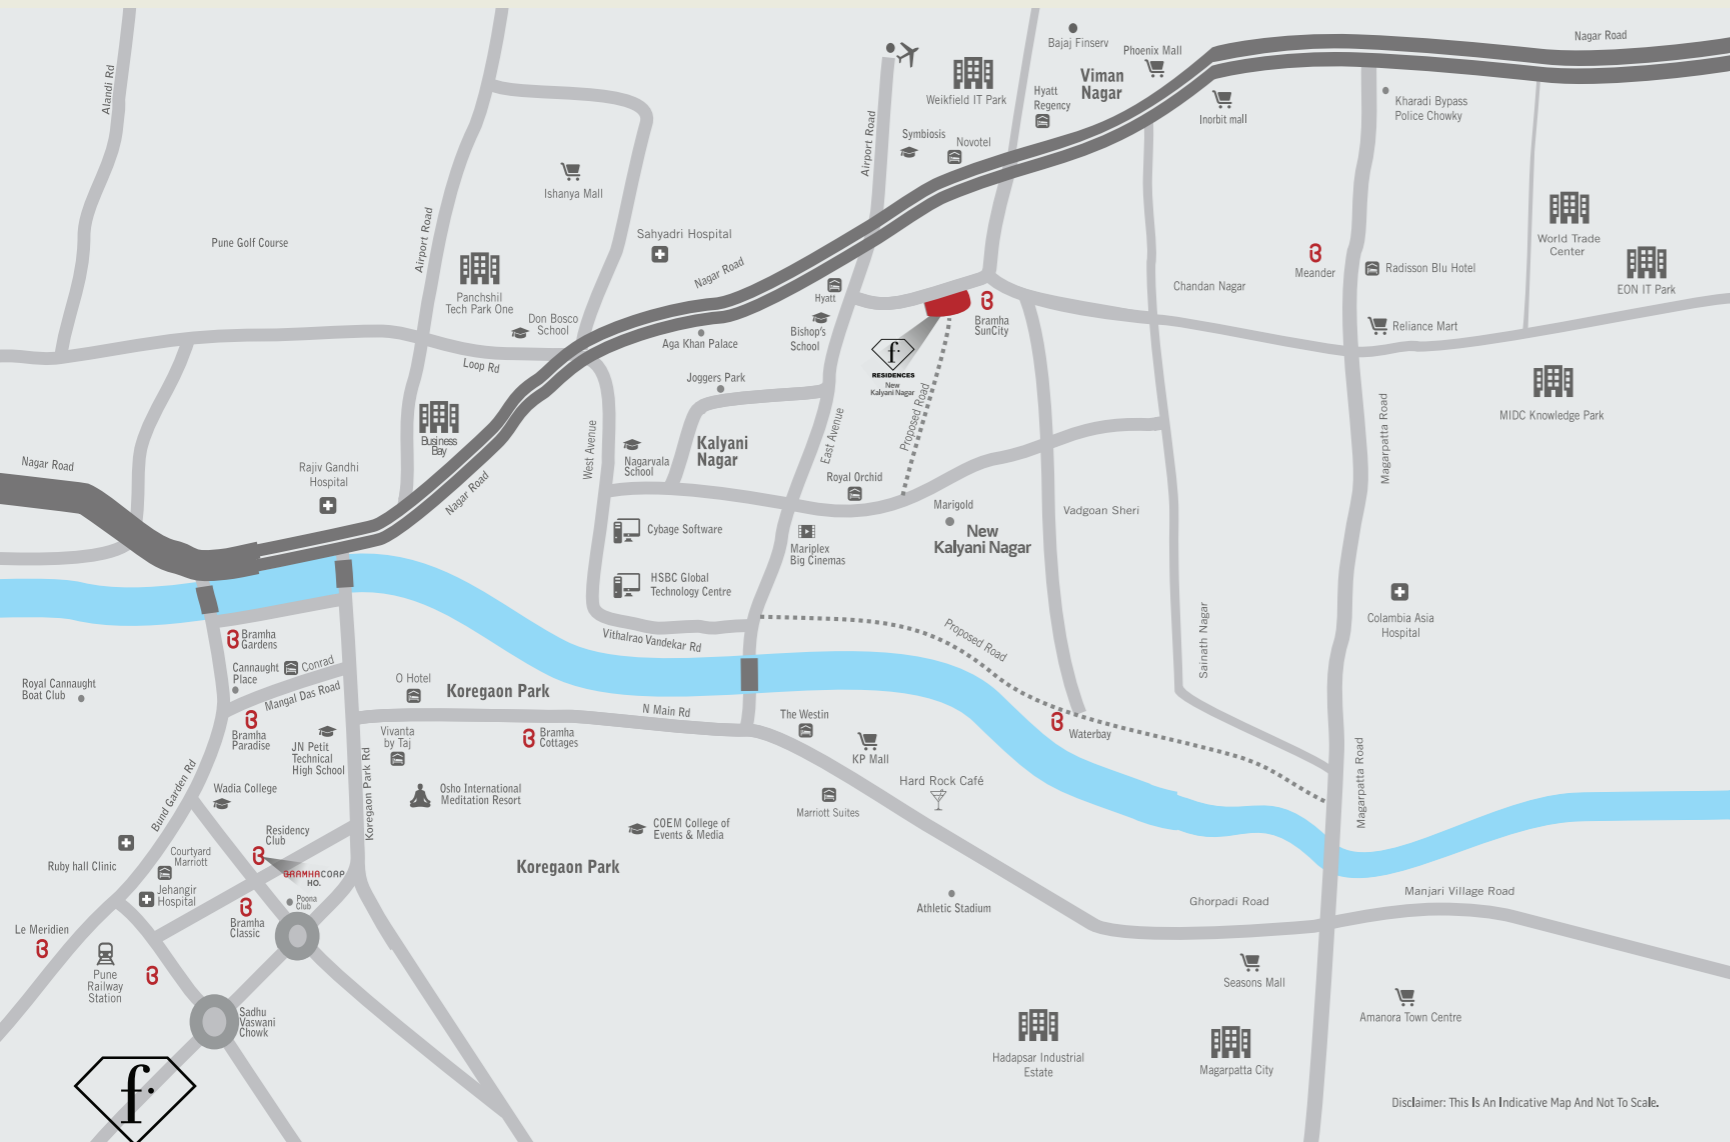 Nagar Road
Bajaj Finserv
Phoenix Mall
Alandi Rd
Viman
Nagar
Weikfield IT Park
Hyatt
Regency
Kharadi Bypass
Police Chowky
Inorbit mall
Airport Road
Symbiosis
Novotel
Ishanya Mall
Pune Golf Course
Airport Road
Sahyadri Hospital
Nagar Road
World Trade
Center
Meander
Radisson Blu Hotel
EON IT Park
Chandan Nagar
Panchshil
Tech Park One
Hyatt
Don Bosco
School
Bramha
SunCity
Reliance Mart
Bishop's
School
Aga Khan Palace
Loop Rd
f.
RESIDENCES
New
Kalyani Nagar
Joggers Park
Proposed Road
MIDC Knowledge Park
Business
Bay
Magarpatta Road
East Avenue
West Avenue
Kalyani
Nagar
Nagarvala
School
Nagar Road
Rajiv Gandhi
Hospital
Nagar Road
Royal Orchid
Marigold
Vadgoan Sheri
Cybage Software
New
Kalyani Nagar
Mariplex
Big Cinemas
HSBC Global
Technology Centre
Colambia Asia
Hospital
Vithalrao Vandekar Rd
Proposed Road
Sainath Nagar
Bramha
Gardens
Cannaught
Place
Conrad
Mangal Das Road
Royal Cannaught
Boat Club
O Hotel
Koregaon Park
N Main Rd
The Westin
Bramha
Paradise
Vivanta
by Taj
Bramha
Cottages
Waterbay
JN Petit
Technical
High School
KP Mall
Koregaon Park Rd
Bund Garden Rd
Wadia College
Osho International
Meditation Resort
Hard Rock Café
Marriott Suites
Magarpatta Road
COEM College of
Events & Media
Residency
Club
Courtyard
Marriott
Ruby hall Clinic
BRAMHACORP
HO.
Koregaon Park
Jehangir
Hospital
Poona
Club
Bramha
Classic
Athletic Stadium
Ghorpadi Road
Manjari Village Road
Le Meridien
Pune
Railway
Station
Seasons Mall
Sadhu
Vaswani
Chowk
Amanora Town Centre
Hadapsar Industrial
Estate
Magarpatta City
f.
Disclaimer: This Is An Indicative Map And Not To Scale.